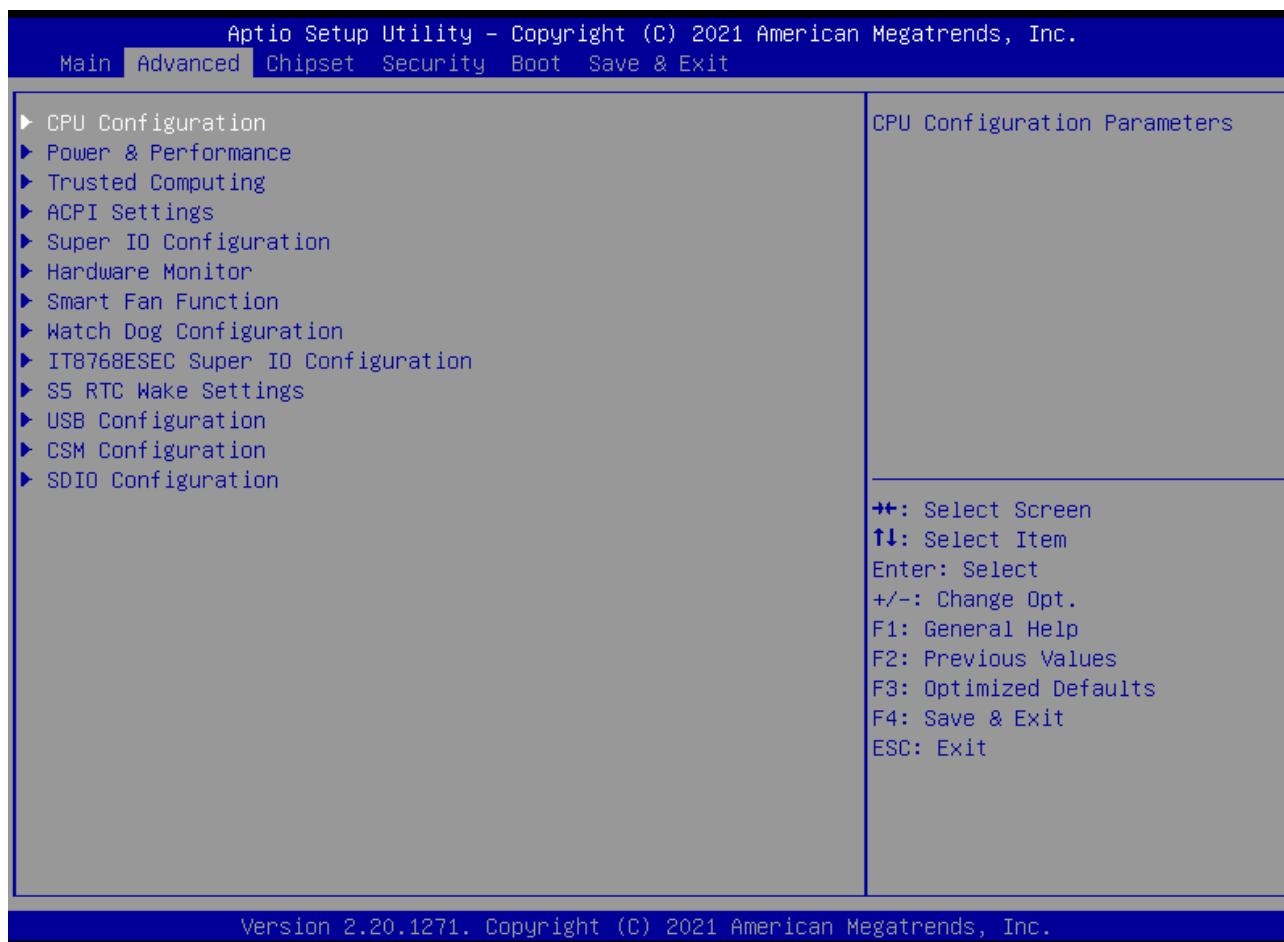 Aptio Setup Utility – Copyright (C) 2021 American Megatrends, Inc.
Main Advanced Chipset Security Boot Save & Exit
▶ CPU Configuration
▶ Power & Performance
▶ Trusted Computing
▶ ACPI Settings
▶ Super IO Configuration
▶ Hardware Monitor
▶ Smart Fan Function
▶ Watch Dog Configuration
▶ IT8768ESEC Super IO Configuration
▶ S5 RTC Wake Settings
▶ USB Configuration
▶ CSM Configuration
▶ SDIO Configuration
CPU Configuration Parameters
→←: Select Screen
↑↓: Select Item
Enter: Select
+/-: Change Opt.
F1: General Help
F2: Previous Values
F3: Optimized Defaults
F4: Save & Exit
ESC: Exit
Version 2.20.1271. Copyright (C) 2021 American Megatrends, Inc.